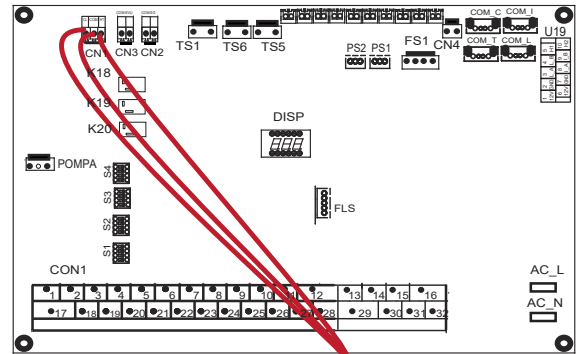 COM_C COM_I
TS1 TS6 TS5
CN1 CN3 CN2
PS2 PS1
FS1
CN4
COM_T COM_L
U19
K18
K19
K20
DISP
POMPA
S4
S3
S2
S1
FLS
CON1
AC_L
AC_N
1 2 3 4 5 6 7 8 9 10 11 12 13 14 15 16
17 18 19 20 21 22 23 24 25 26 27 28 29 30 31 32